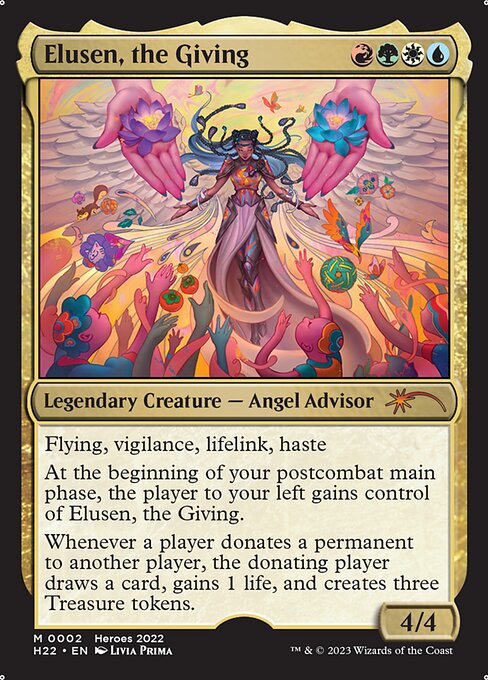 Elusen, the Giving
Legendary Creature — Angel Advisor
Flying, vigilance, lifelink, haste
At the beginning of your postcombat main
phase, the player to your left gains control
of Elusen, the Giving.
Whenever a player donates a permanent
to another player, the donating player
draws a card, gains 1 life, and creates three
Treasure tokens.
4/4
M 0002 Heroes 2022
H22 • EN Livia Prima
™ & © 2023 Wizards of the Coast